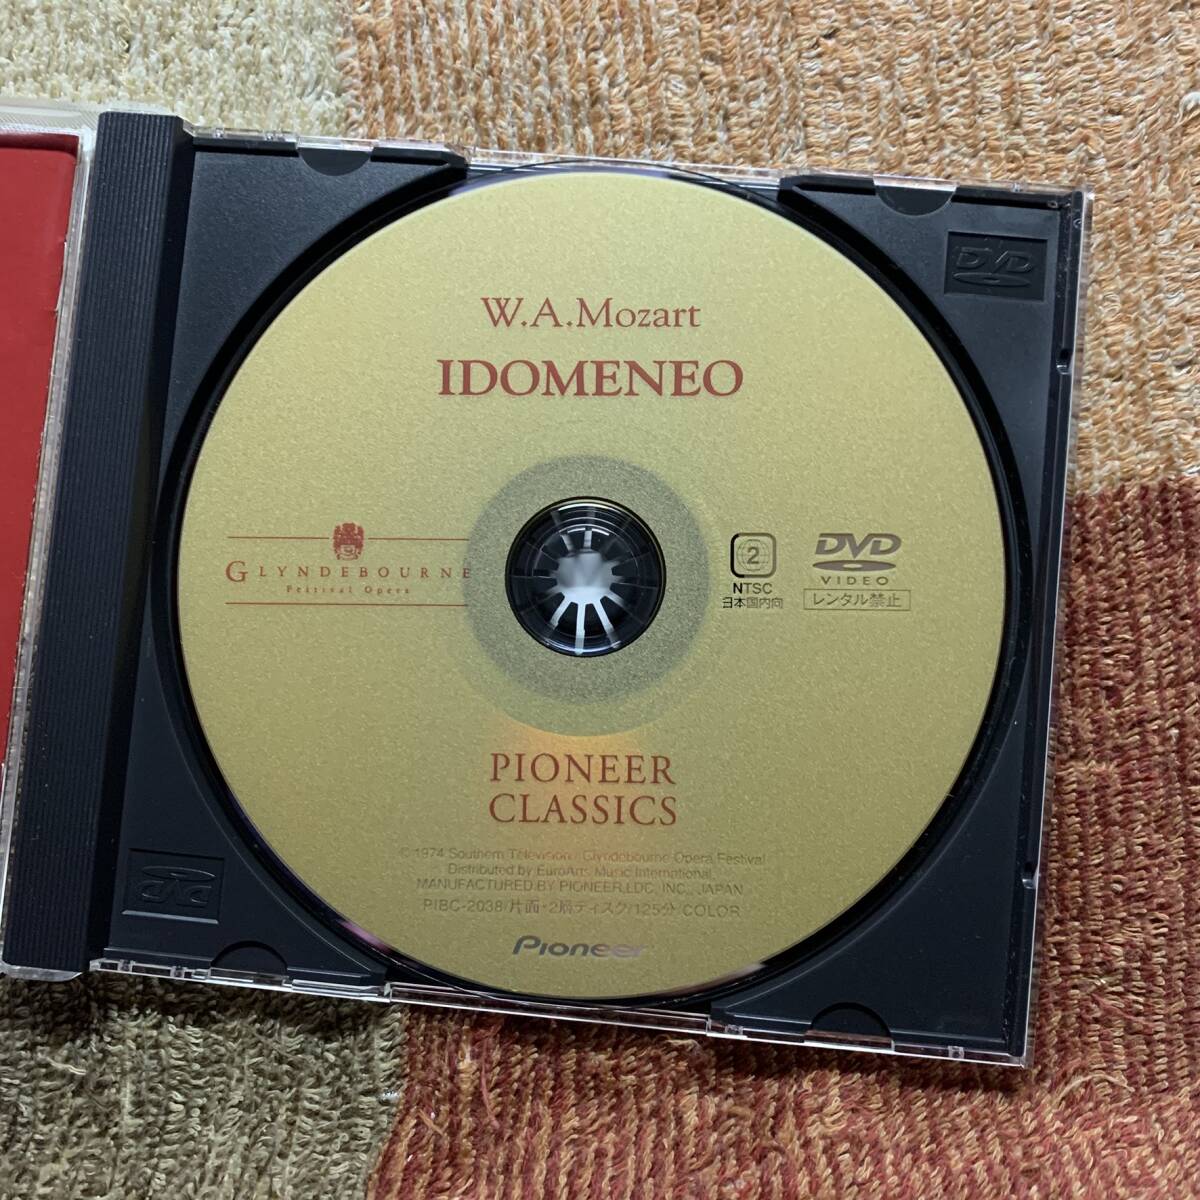 W.A.Mozart
IDOMENEO
GLYNDEBOURNE
Festival Opera
2
NTSC
日本国内向
DVD
VIDEO
レンタル禁止
PIONEER
CLASSICS
© 1974 Southern Television / Glyndebourne Opera Festival
Distributed by EuroArts Music International
MANUFACTURED BY PIONEER LDC, INC., JAPAN
PIBC-2038/片面・2層ディスク/125分/COLOR
Pioneer
DVD
DVD